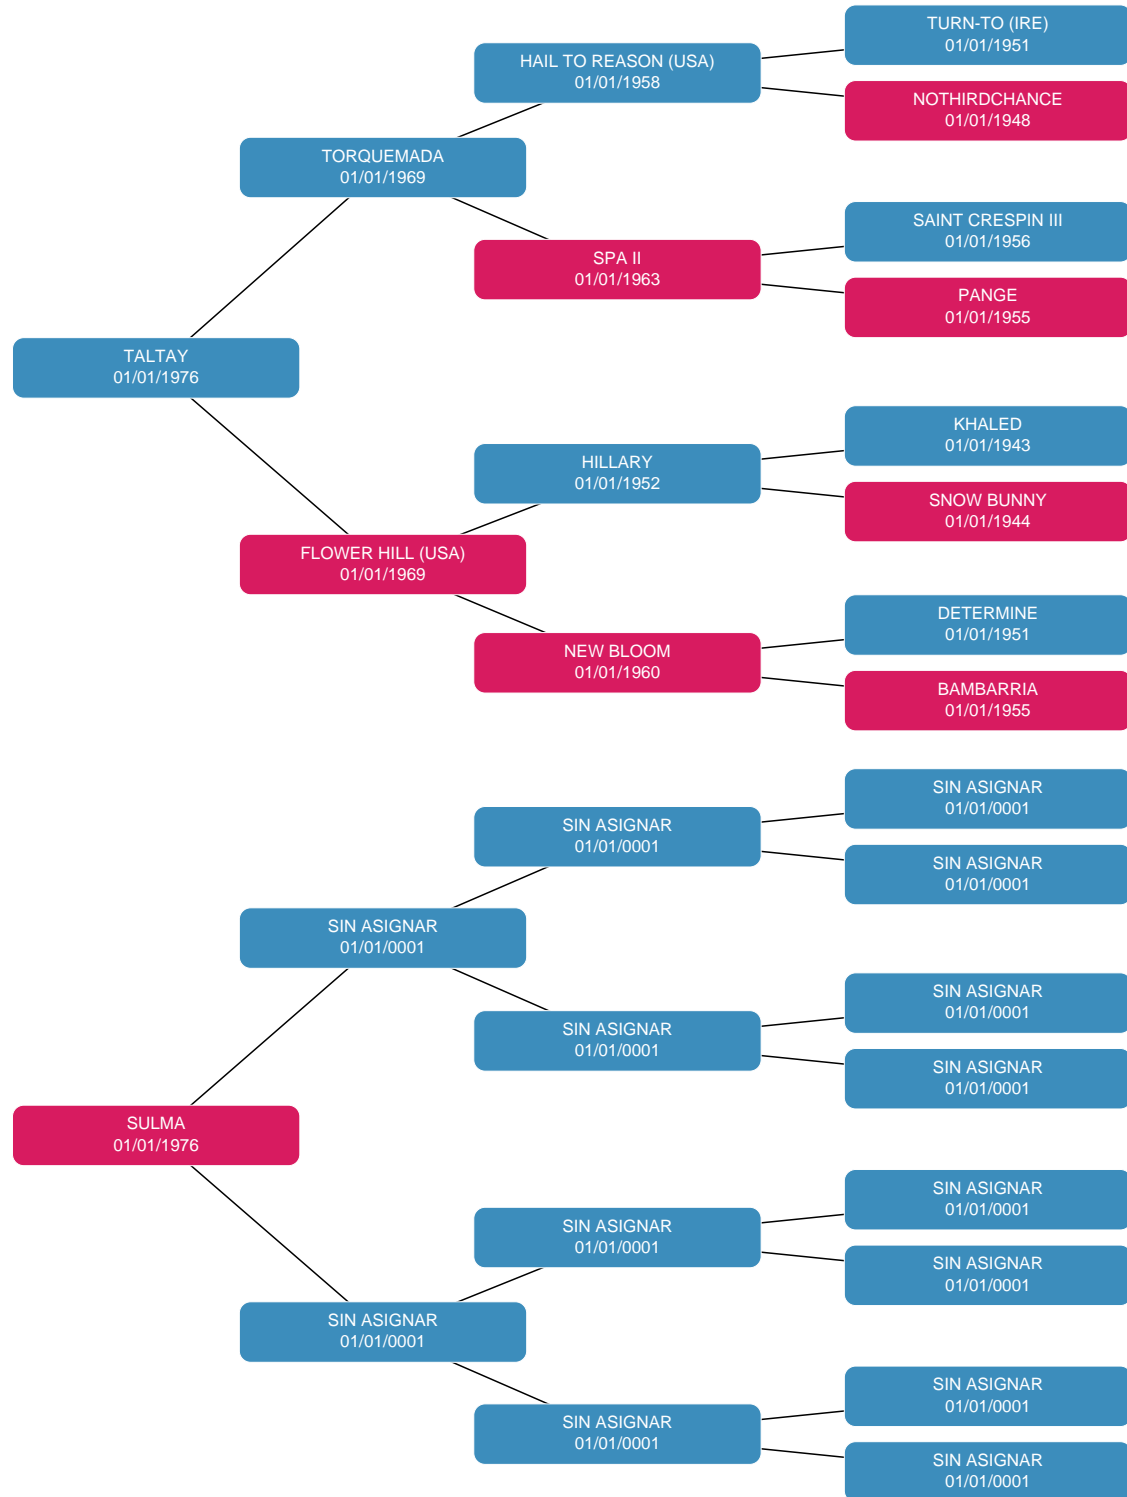 TURN-TO (IRE)
01/01/1951
HAIL TO REASON (USA)
01/01/1958
NOTHIRDCHANCE
01/01/1948
TORQUEMADA
01/01/1969
SAINT CRESPIN III
01/01/1956
SPA II
01/01/1963
PANGE
01/01/1955
TALTAY
01/01/1976
KHALED
01/01/1943
HILLARY
01/01/1952
SNOW BUNNY
01/01/1944
FLOWER HILL (USA)
01/01/1969
DETERMINE
01/01/1951
NEW BLOOM
01/01/1960
BAMBARRIA
01/01/1955
SIN ASIGNAR
01/01/0001
SIN ASIGNAR
01/01/0001
SIN ASIGNAR
01/01/0001
SIN ASIGNAR
01/01/0001
SIN ASIGNAR
01/01/0001
SIN ASIGNAR
01/01/0001
SIN ASIGNAR
01/01/0001
SULMA
01/01/1976
SIN ASIGNAR
01/01/0001
SIN ASIGNAR
01/01/0001
SIN ASIGNAR
01/01/0001
SIN ASIGNAR
01/01/0001
SIN ASIGNAR
01/01/0001
SIN ASIGNAR
01/01/0001
SIN ASIGNAR
01/01/0001